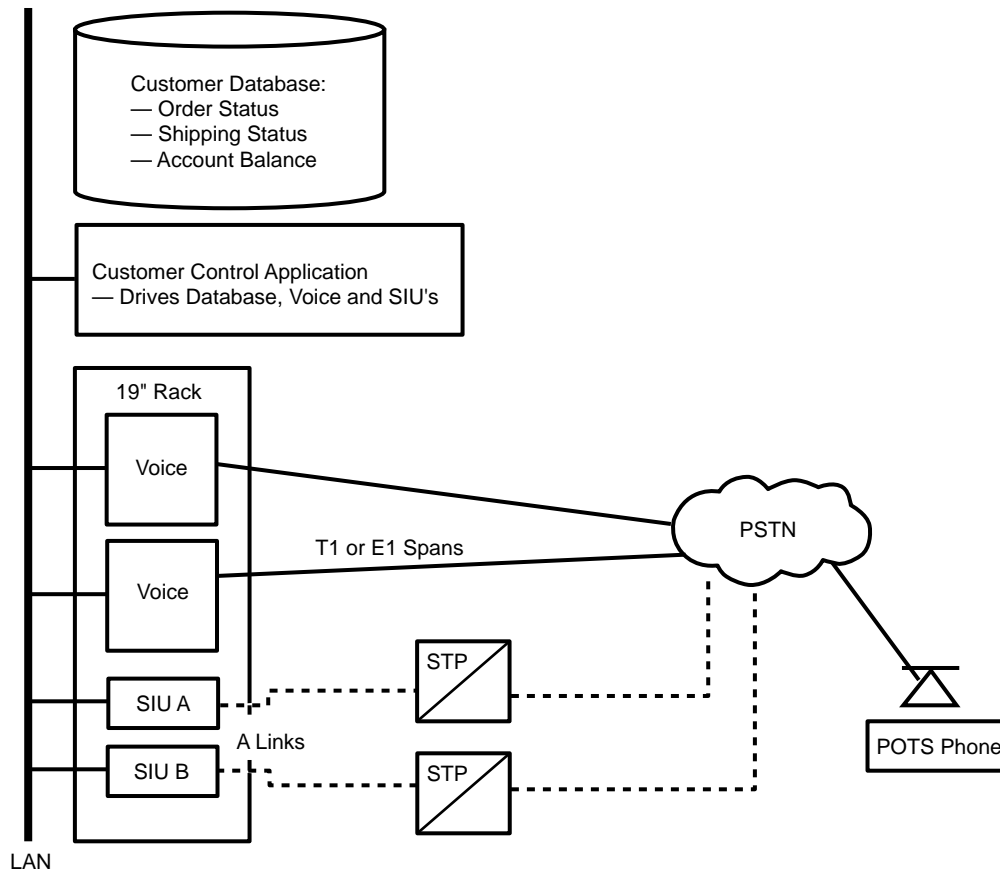 Customer Database:
— Order Status
— Shipping Status
— Account Balance
Customer Control Application
— Drives Database, Voice and SIU's
19" Rack
Voice
T1 or E1 Spans
PSTN
Voice
STP
SIU A
A Links
POTS Phone
SIU B
STP
LAN